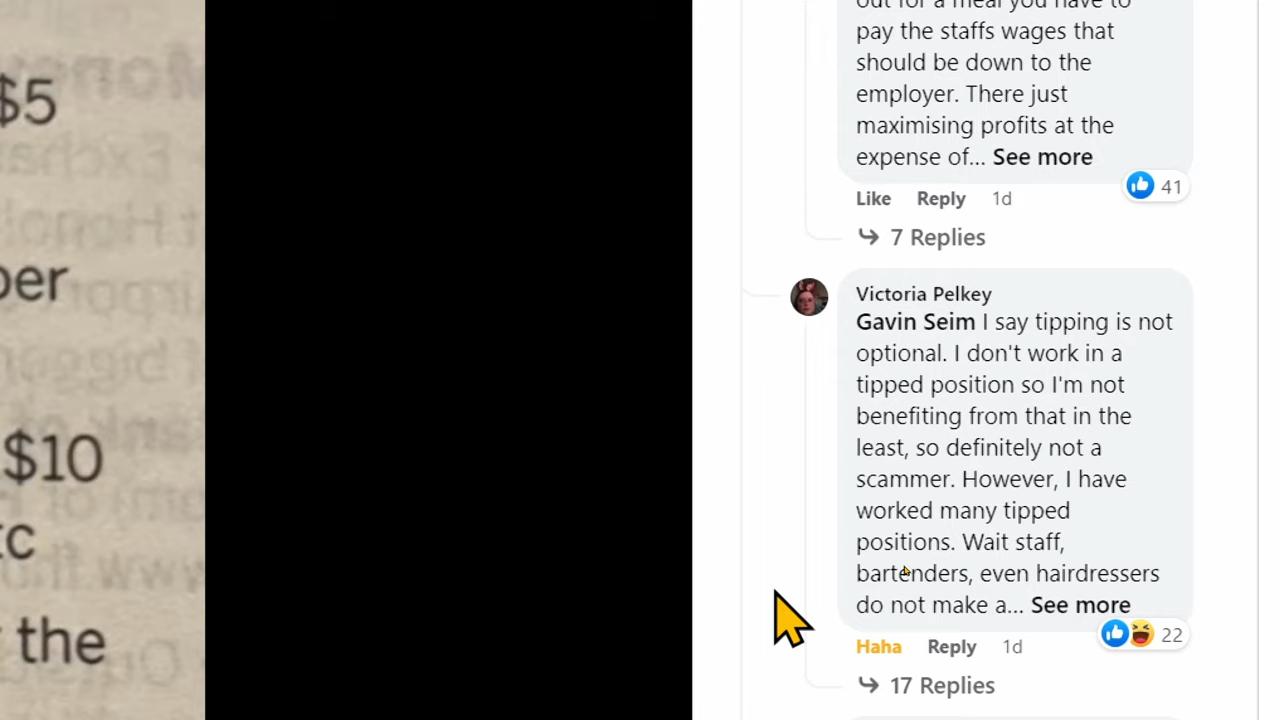 $5
per
$10
the
out for a meal you have to
pay the staffs wages that
should be down to the
employer. There just
maximising profits at the
expense of... See more
41
Like Reply 1d
7 Replies
Victoria Pelkey
Gavin Seim I say tipping is not
optional. I don't work in a
tipped position so I'm not
benefiting from that in the
least, so definitely not a
scammer. However, I have
worked many tipped
positions. Wait staff,
bartenders, even hairdressers
do not make a... See more
22
Haha Reply 1d
17 Replies